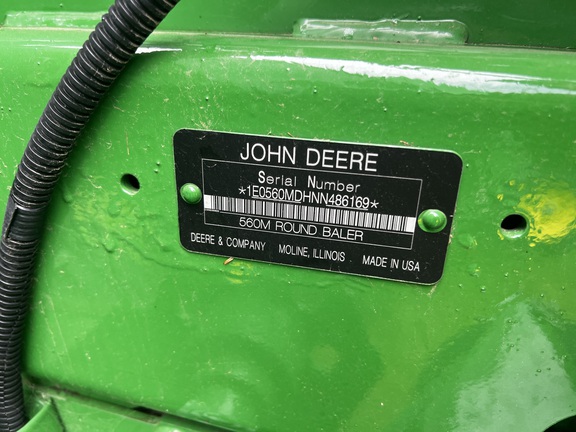 JOHN DEERE
Serial Number
*1E0560MDHNN486169*
560M ROUND BALER
DEERE & COMPANY MOLINE, ILLINOIS MADE IN USA